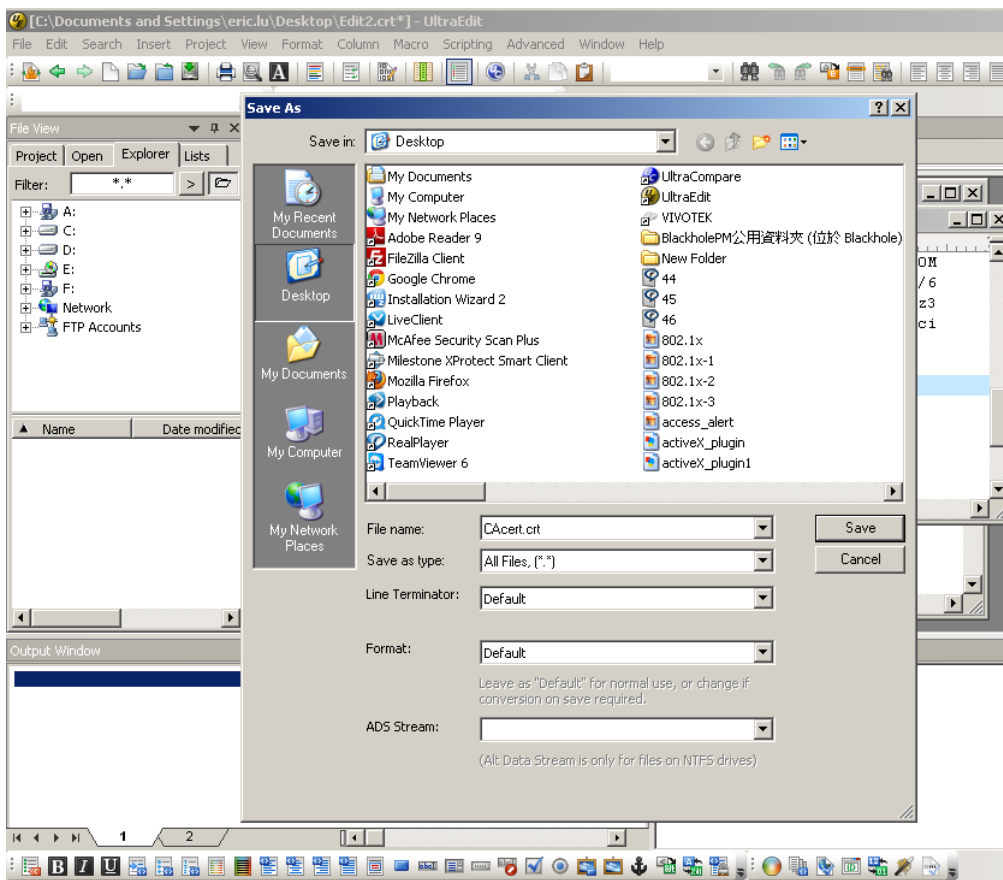 [C:\Documents and Settings\eric.lu\Desktop\Edit2.crt*] - UltraEdit
File Edit Search Insert Project View Format Column Macro Scripting Advanced Window Help
File View
Project Open Explorer Lists
Filter: *.* >
A:
C:
D:
E:
F:
Network
FTP Accounts
Name Date modified
Save As
Save in: Desktop
My Recent Documents
Desktop
My Documents
My Computer
My Network Places
My Documents
My Computer
My Network Places
Adobe Reader 9
FileZilla Client
Google Chrome
Installation Wizard 2
LiveClient
McAfee Security Scan Plus
Milestone XProtect Smart Client
Mozilla Firefox
Playback
QuickTime Player
RealPlayer
TeamViewer 6
UltraCompare
UltraEdit
VIVOTEK
BlackholePM公用資料夾 (位於 Blackhole)
New Folder
44
45
46
802.1x
802.1x-1
802.1x-2
802.1x-3
access_alert
activeX_plugin
activeX_plugin1
File name: CAcert.crt Save
Save as type: All Files, (*.*) Cancel
Line Terminator: Default
Format: Default
Leave as "Default" for normal use, or change if
conversion on save required.
ADS Stream:
(Alt Data Stream is only for files on NTFS drives)
OM
/6
z3
ci
Output Window
1 2
B I U